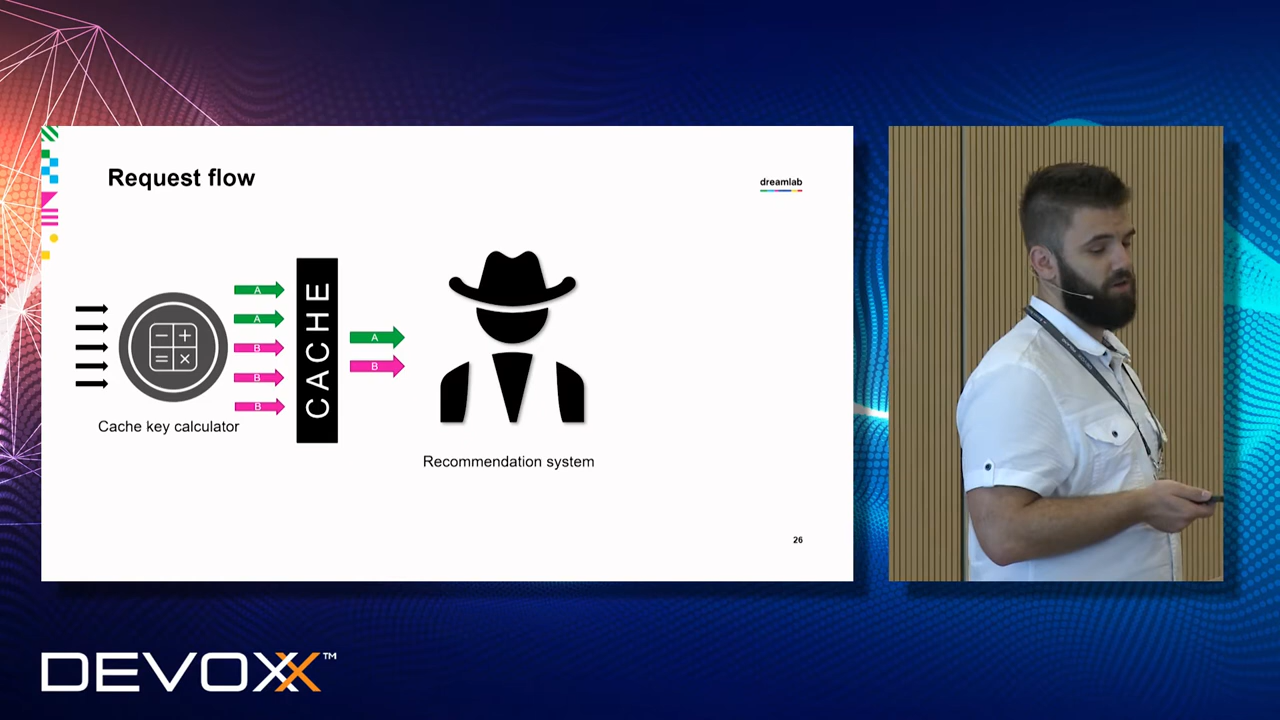 Request flow
dreamlab
A
A
B
B
B
CACHE
A
B
Cache key calculator
Recommendation system
26
DEVOXX™